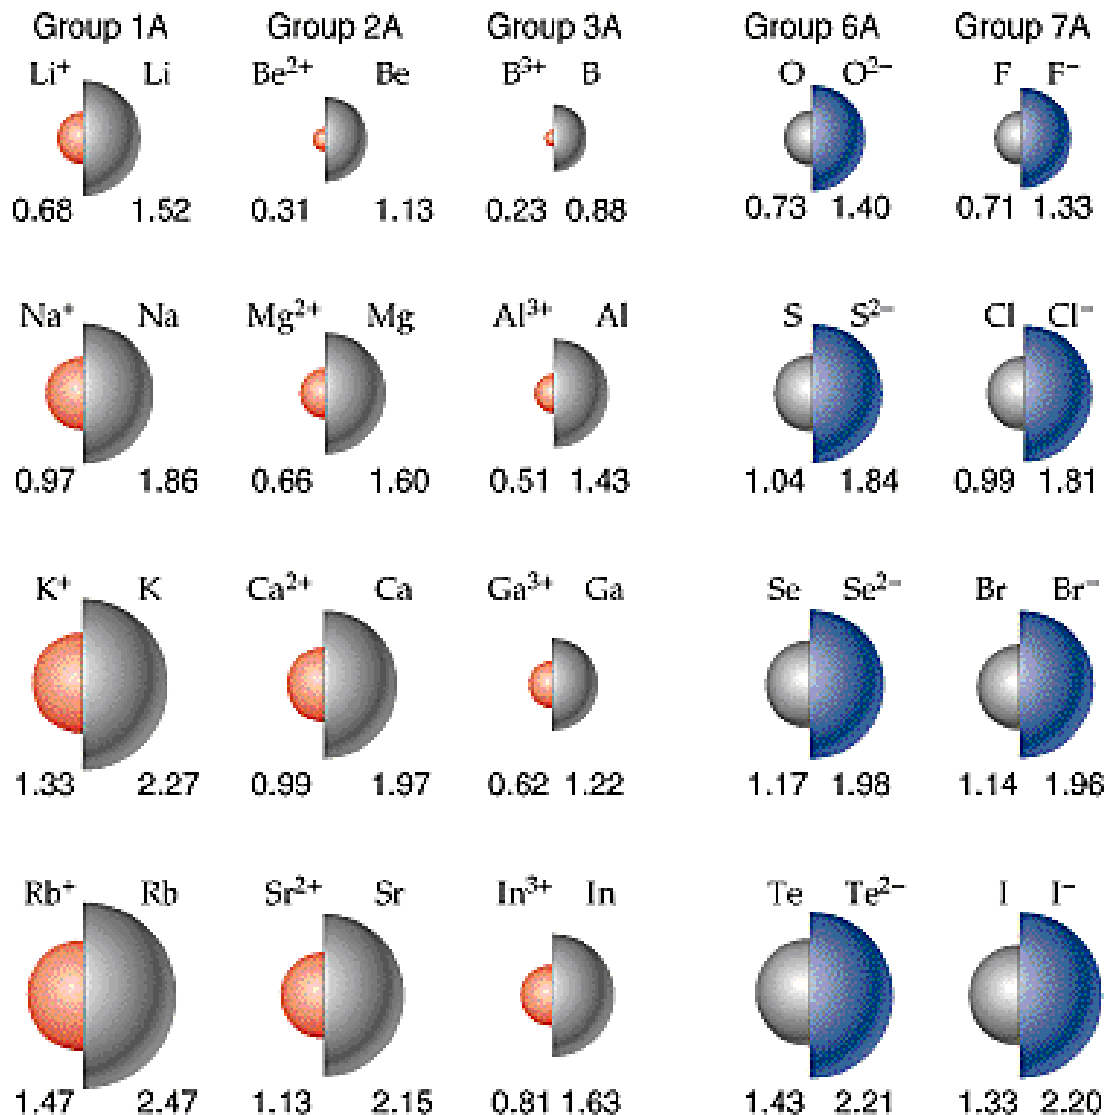 Group 1A Group 2A Group 3A Group 6A Group 7A
Li⁺ Li Be²⁺ Be B³⁺ B O O²⁻ F F⁻
0.68 1.52 0.31 1.13 0.23 0.88 0.73 1.40 0.71 1.33
Na⁺ Na Mg²⁺ Mg Al³⁺ Al S S²⁻ Cl Cl⁻
0.97 1.86 0.66 1.60 0.51 1.43 1.04 1.84 0.99 1.81
K⁺ K Ca²⁺ Ca Ga³⁺ Ga Se Se²⁻ Br Br⁻
1.33 2.27 0.99 1.97 0.62 1.22 1.17 1.98 1.14 1.96
Rb⁺ Rb Sr²⁺ Sr In³⁺ In Te Te²⁻ I I⁻
1.47 2.47 1.13 2.15 0.81 1.63 1.43 2.21 1.33 2.20